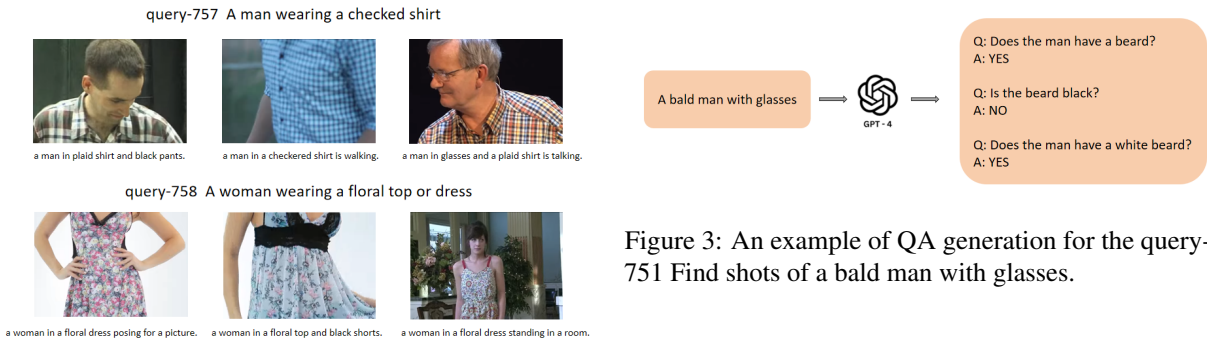 query-757 A man wearing a checked shirt
a man in plaid shirt and black pants.
a man in a checkered shirt is walking.
a man in glasses and a plaid shirt is talking.
query-758 A woman wearing a floral top or dress
a woman in a floral dress posing for a picture.
a woman in a floral top and black shorts.
a woman in a floral dress standing in a room.
A bald man with glasses
GPT - 4
Q: Does the man have a beard?
A: YES
Q: Is the beard black?
A: NO
Q: Does the man have a white beard?
A: YES
Figure 3: An example of QA generation for the query-
751 Find shots of a bald man with glasses.